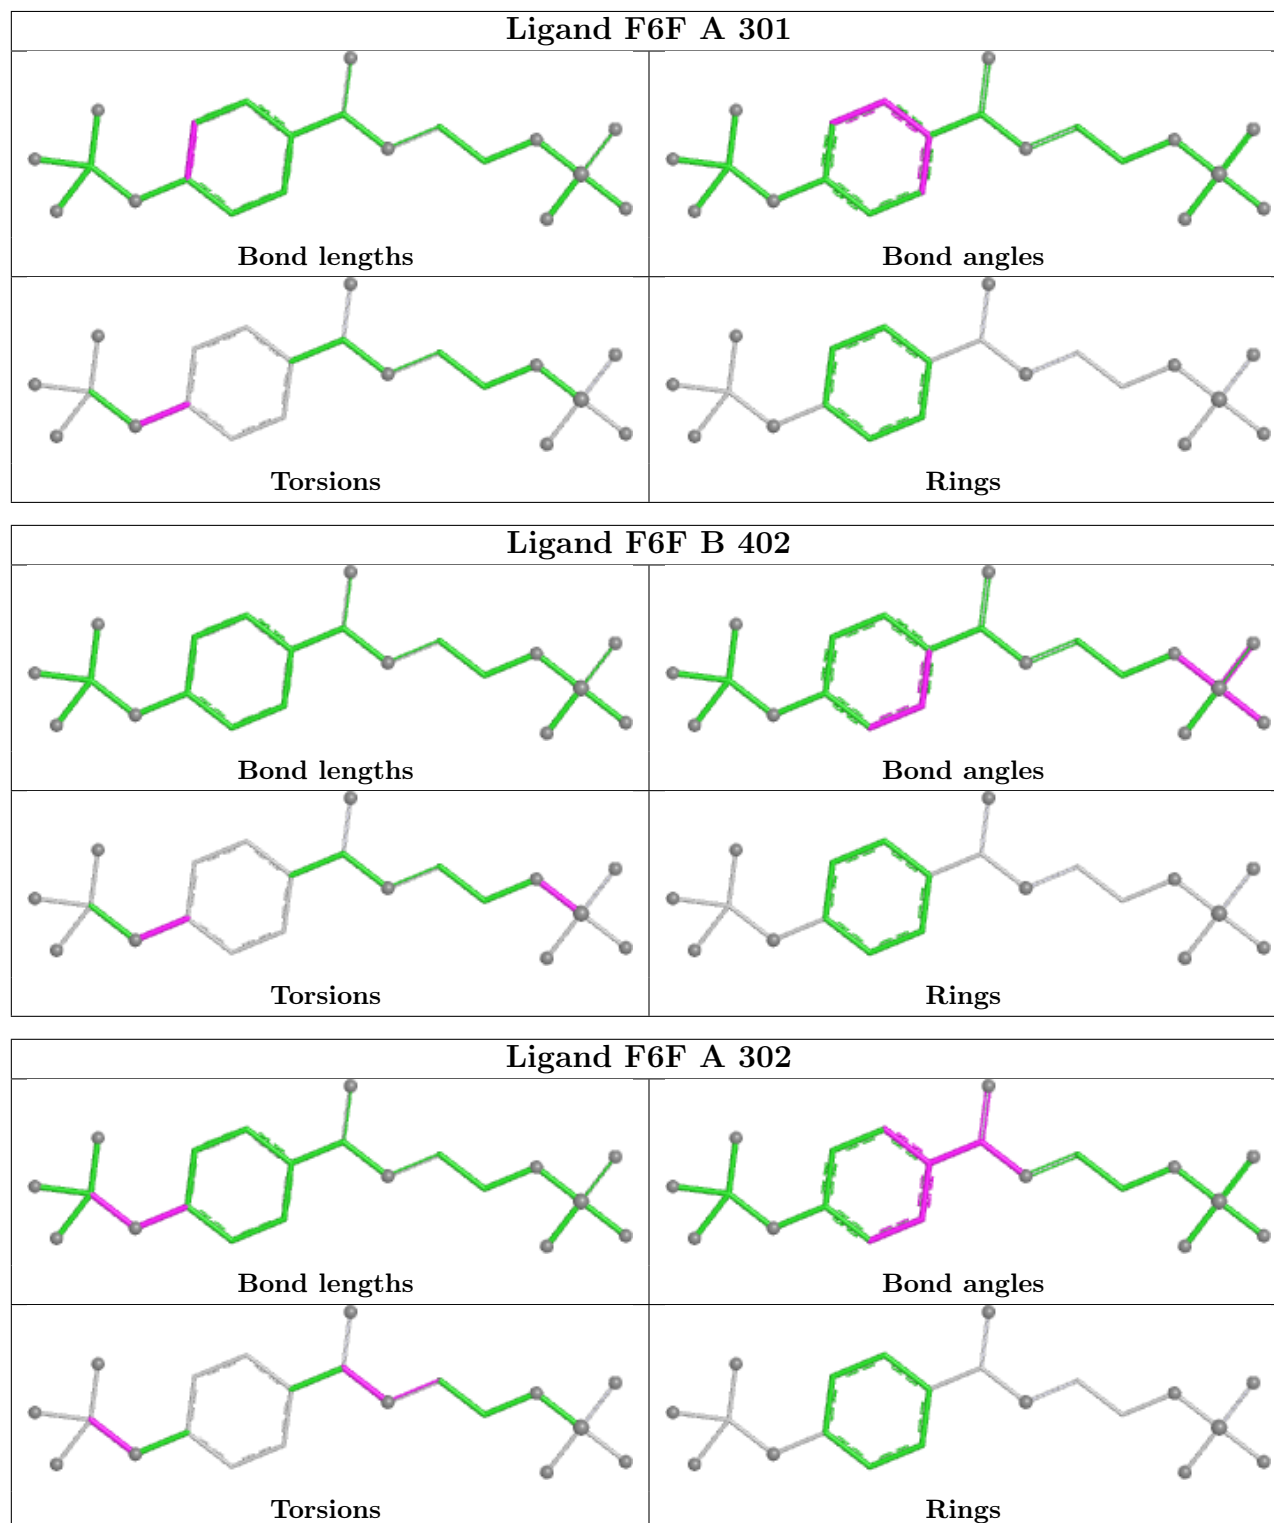 Ligand F6F A 301
Bond lengths
Bond angles
Torsions
Rings
Ligand F6F B 402
Bond lengths
Bond angles
Torsions
Rings
Ligand F6F A 302
Bond lengths
Bond angles
Torsions
Rings